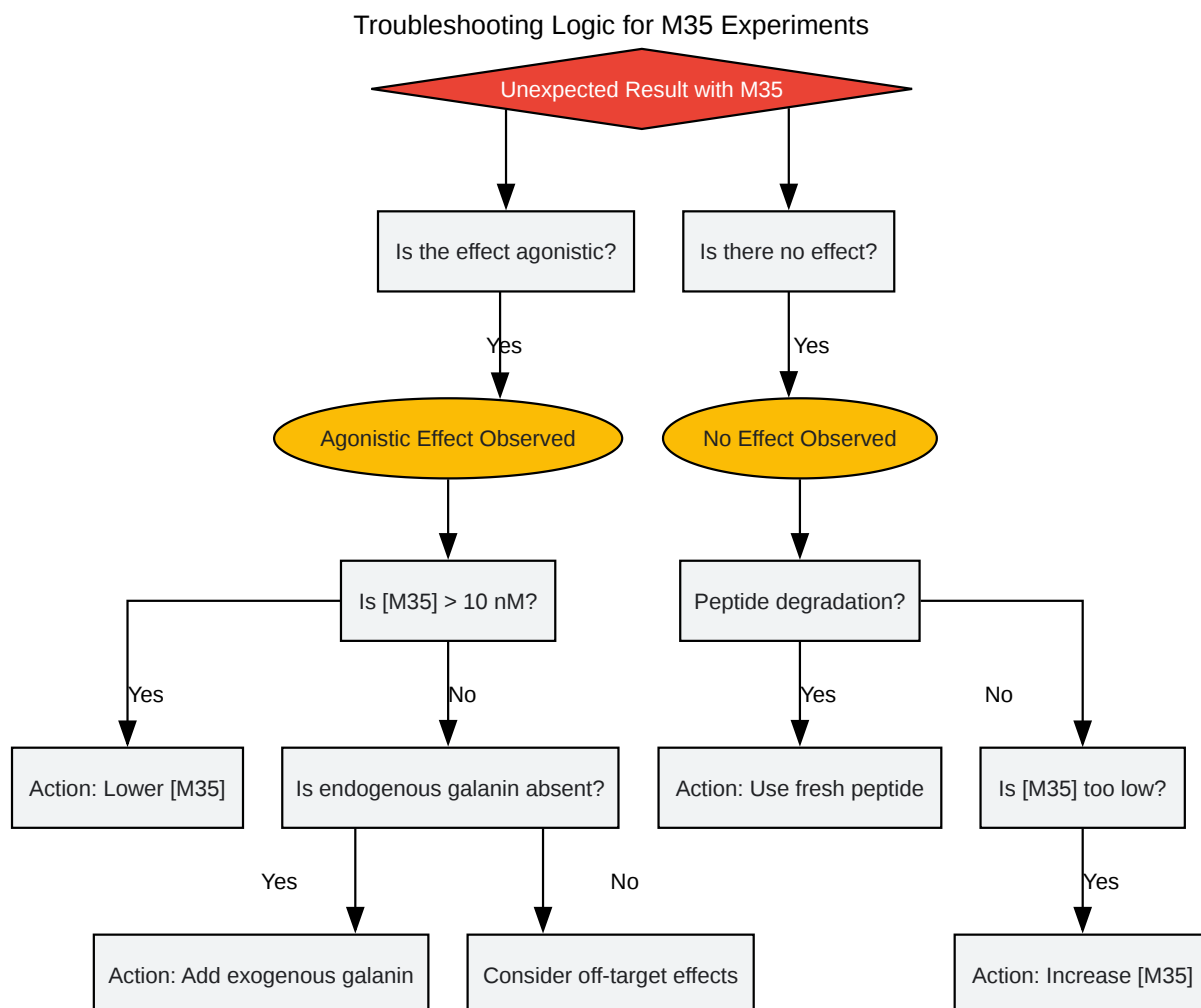 Troubleshooting Logic for M35 Experiments
Unexpected Result with M35
Is the effect agonistic?
Is there no effect?
Yes
Yes
Agonistic Effect Observed
No Effect Observed
Is [M35] > 10 nM?
Peptide degradation?
Yes
No
Yes
No
Action: Lower [M35]
Is endogenous galanin absent?
Action: Use fresh peptide
Is [M35] too low?
Yes
No
Yes
Action: Add exogenous galanin
Consider off-target effects
Action: Increase [M35]